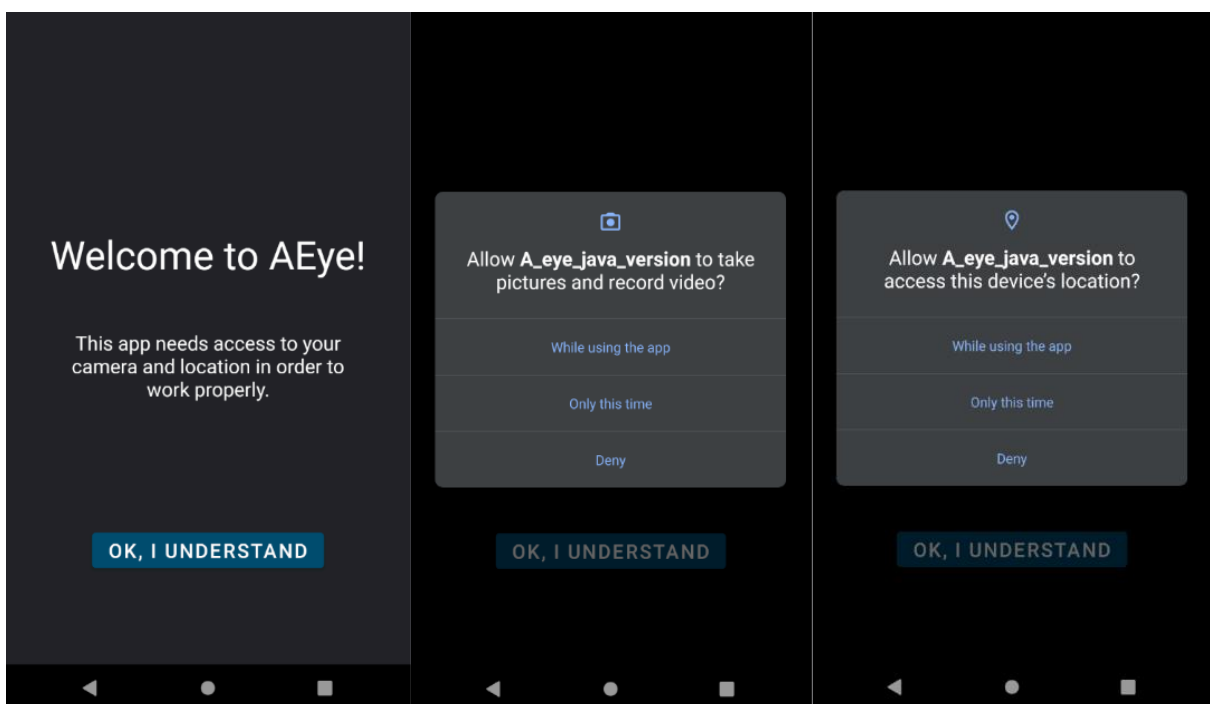 Welcome to AEye!
This app needs access to your
camera and location in order to
work properly.
OK, I UNDERSTAND
Allow A_eye_java_version to take
pictures and record video?
While using the app
Only this time
Deny
OK, I UNDERSTAND
Allow A_eye_java_version to
access this device's location?
While using the app
Only this time
Deny
OK, I UNDERSTAND